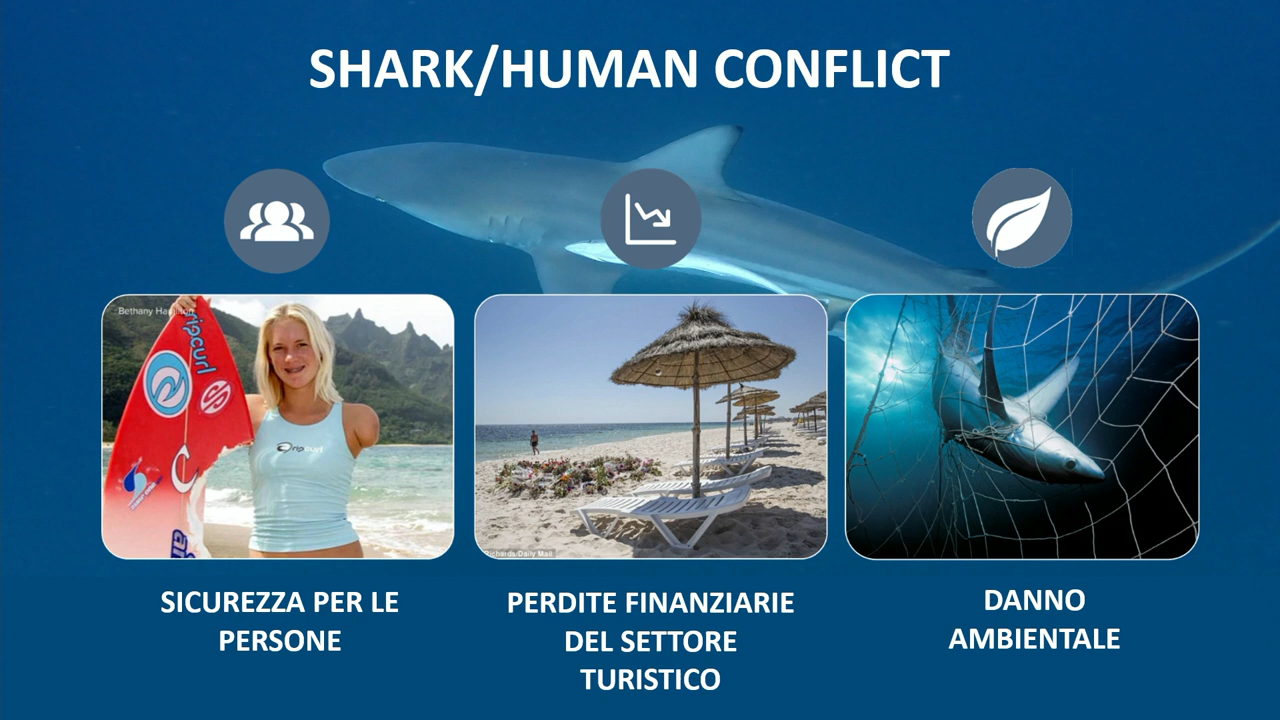 SHARK/HUMAN CONFLICT
Bethany Hamilton
ripcurl
ripcurl
Richards/Daily Mail
SICUREZZA PER LE
PERSONE
PERDITE FINANZIARIE
DEL SETTORE
TURISTICO
DANNO
AMBIENTALE